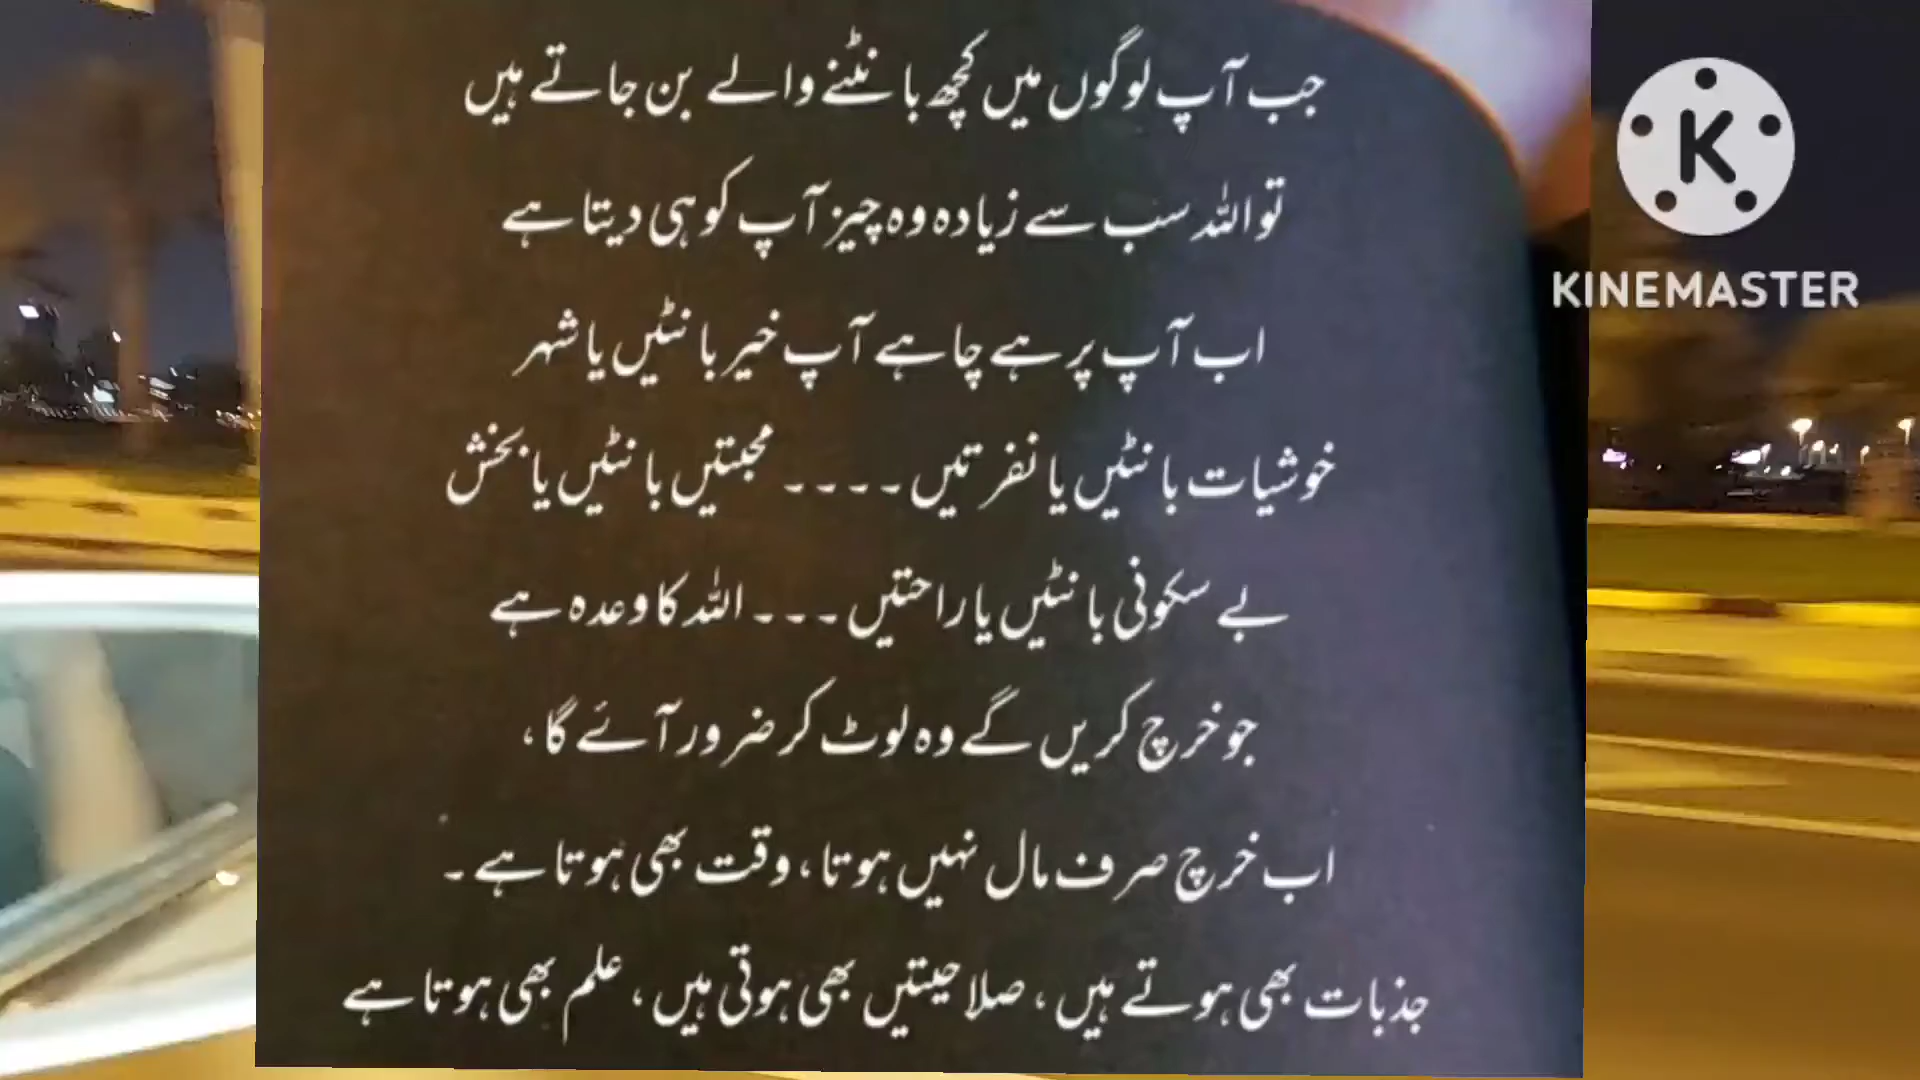 جب آپ لوگوں میں کچھ بانٹنے والے بن جاتے ہیں
تو اللہ سب سے زیادہ وہ چیز آپ کو ہی دیتا ہے
اب آپ پر ہے چاہے آپ خیر بانٹیں یا شہر
خوشیات بانٹیں یا نفرتیں۔۔۔۔ محبتیں بانٹیں یا بخش
بے سکونی بانٹیں یا راحتیں۔۔۔ اللہ کا وعدہ ہے
جو خرچ کریں گے وہ لوٹ کر ضرور آئے گا،
اب خرچ صرف مال نہیں ہوتا، وقت بھی ہوتا ہے۔
جذبات بھی ہوتے ہیں، صلاحیتیں بھی ہوتی ہیں، علم بھی ہوتا ہے
K
KINEMASTER